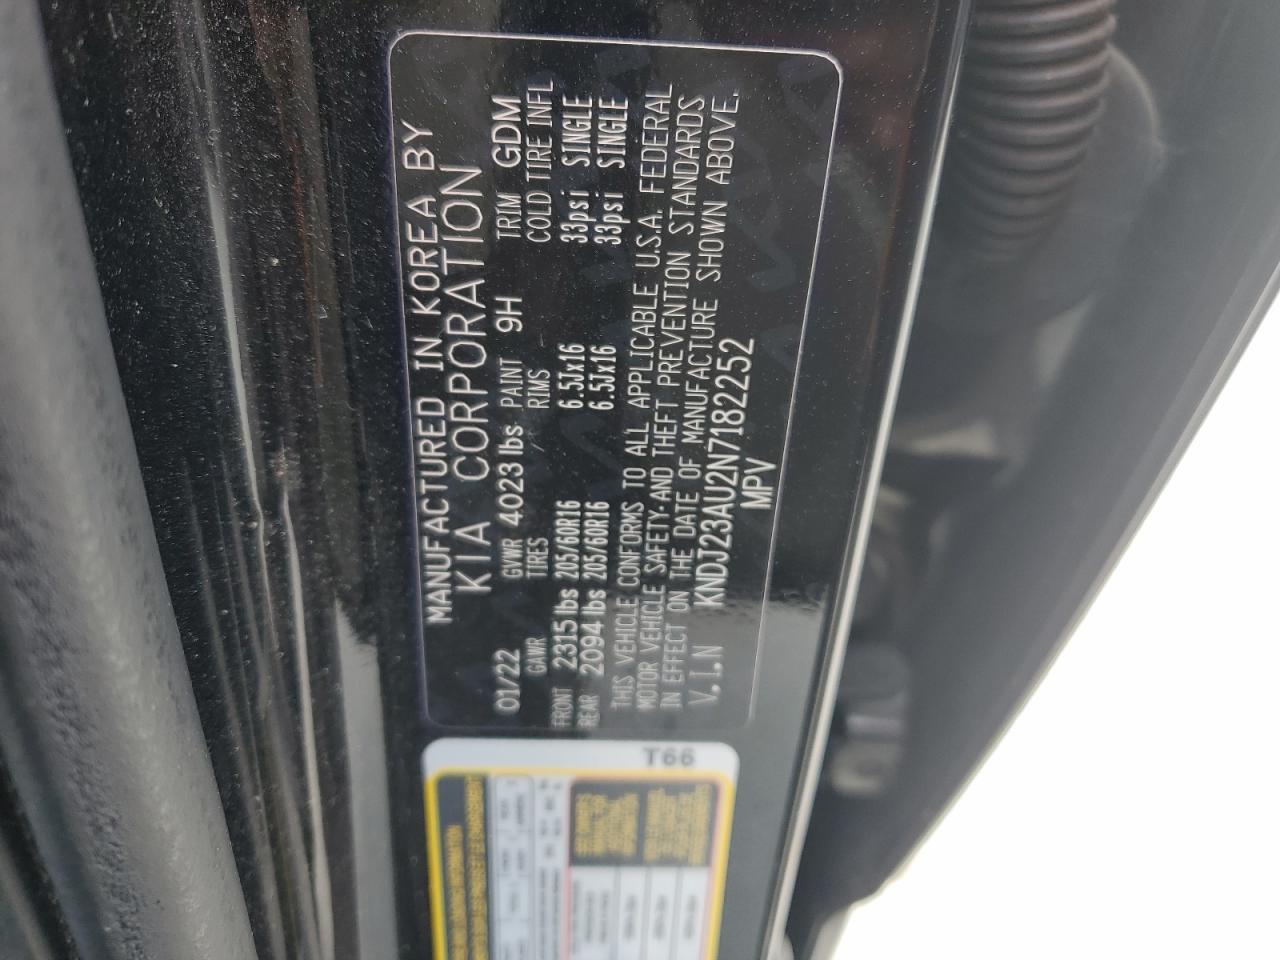 MANUFACTURED IN KOREA BY
KIA CORPORATION
01/22 GVWR 4023 lbs PAINT 9H TRIM GDM
GAWR TIRES RIMS COLD TIRE INFL
FRONT 2315 lbs 205/60R16 6.5Jx16 33psi SINGLE
REAR 2094 lbs 205/60R16 6.5Jx16 33psi SINGLE
THIS VEHICLE CONFORMS TO ALL APPLICABLE U.S.A. FEDERAL
MOTOR VEHICLE SAFETY AND THEFT PREVENTION STANDARDS
IN EFFECT ON THE DATE OF MANUFACTURE SHOWN ABOVE.
V.I.N KNDJ23AU2N7182252
MPV
T66